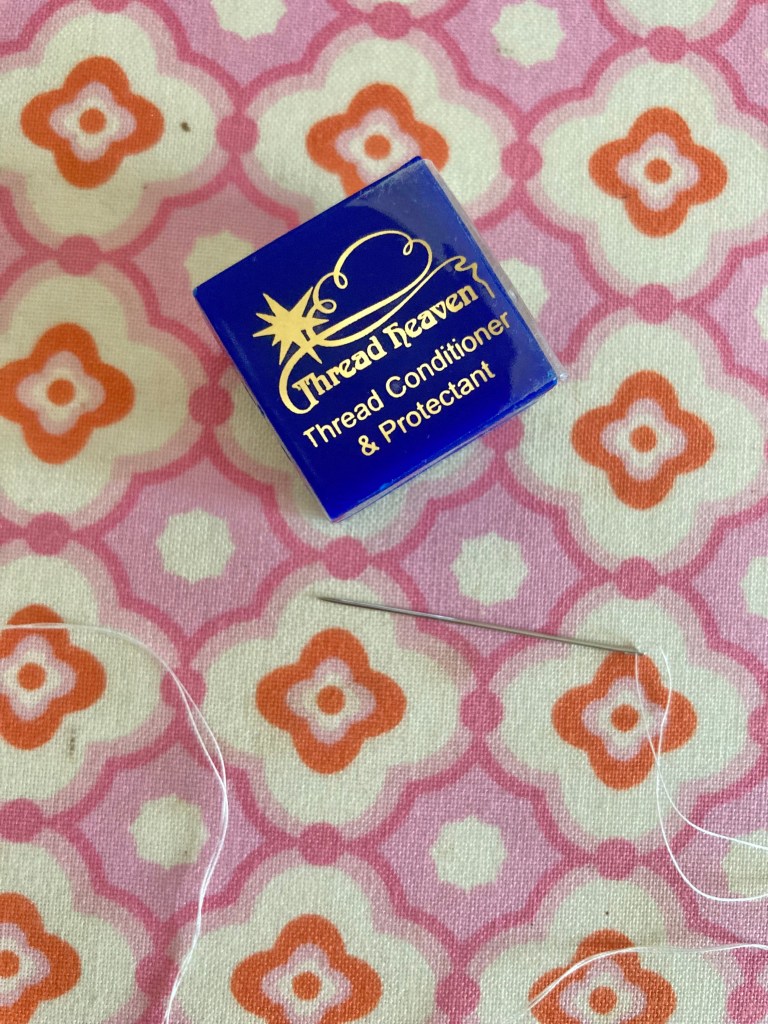 Thread Heaven
Thread Conditioner
& Protectant